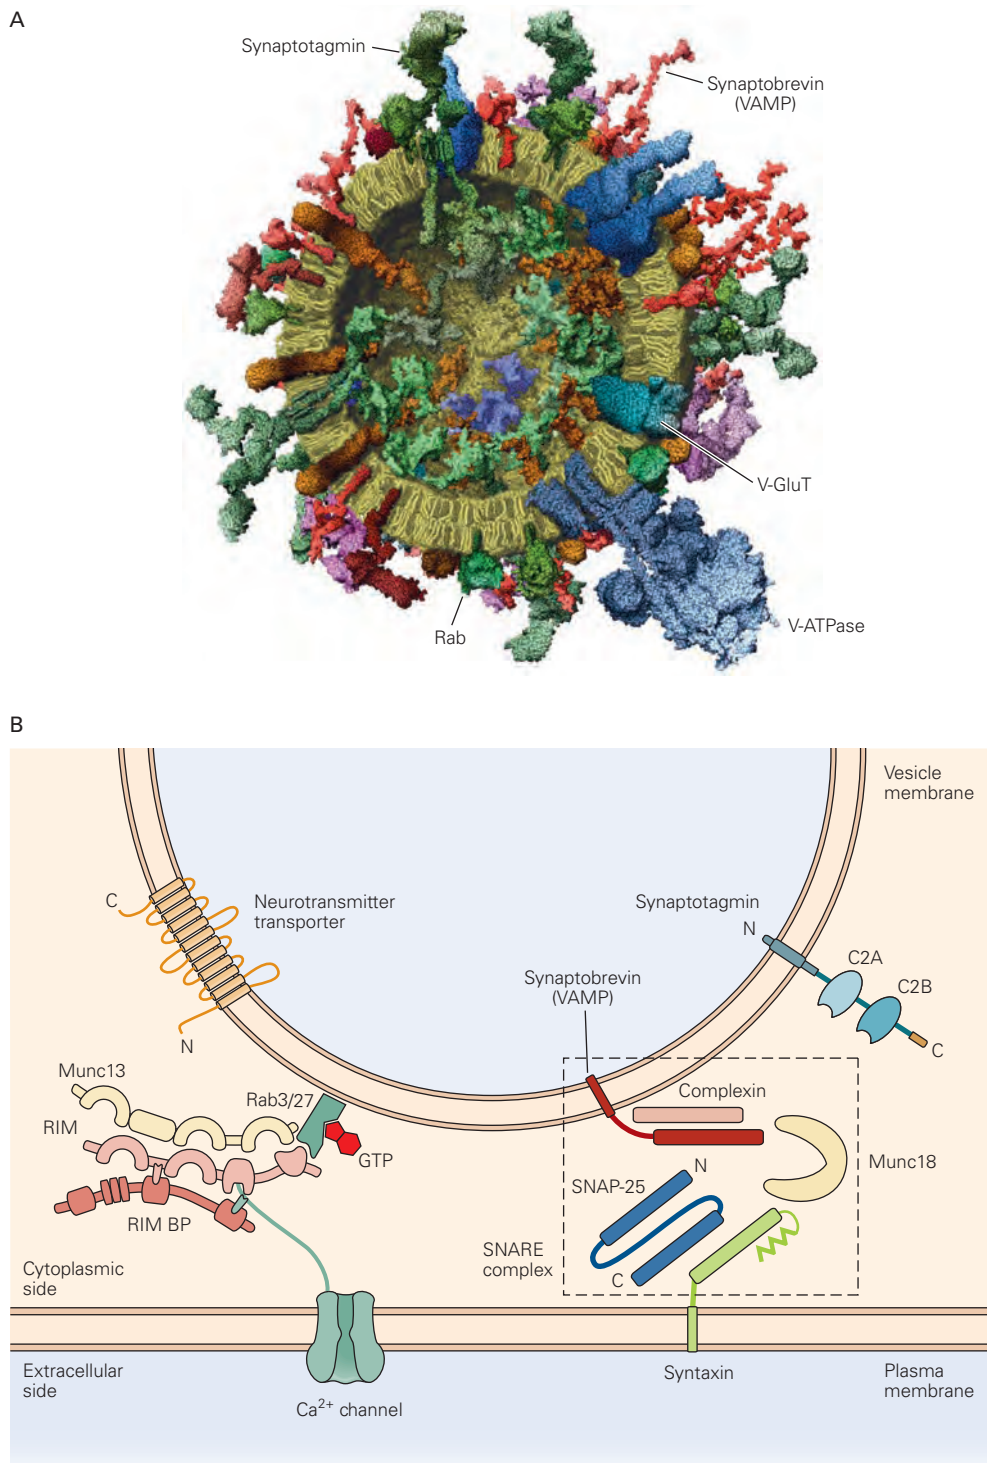 A
Synaptotagmin
Synaptobrevin
(VAMP)
V-GluT
V-ATPase
Rab
B
Vesicle
membrane
C
Neurotransmitter
transporter
Synaptotagmin
N
C2A
C2B
C
Synaptobrevin
(VAMP)
N
Munc13
Rab3/27
RIM
GTP
RIM BP
Complexin
Munc18
N
SNAP-25
SNARE
complex
C
Cytoplasmic
side
Extracellular
side
Ca2+ channel
Syntaxin
Plasma
membrane